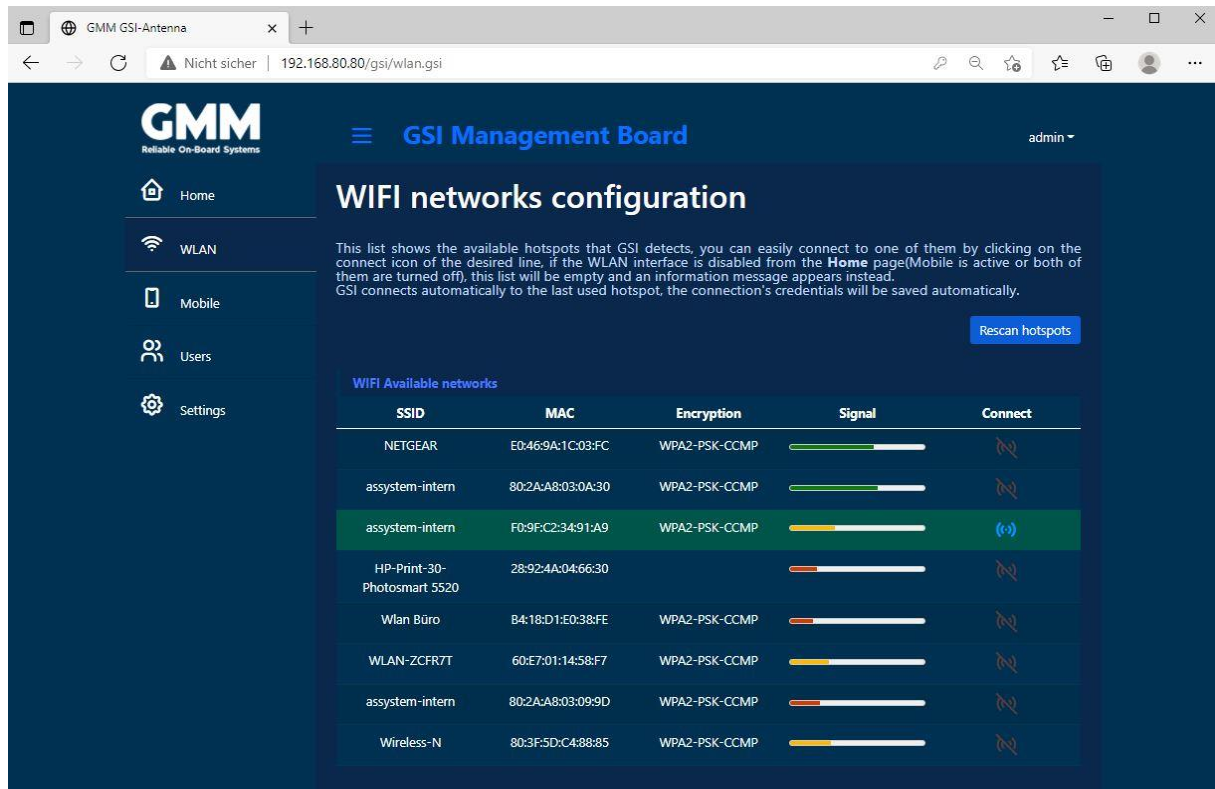 GMM GSI-Antenna
Nicht sicher | 192.168.80.80/gsi/wlan.gsi
GMM
Reliable On-Board Systems
GSI Management Board
admin
Home
WLAN
Mobile
Users
Settings
WIFI networks configuration
This list shows the available hotspots that GSI detects, you can easily connect to one of them by clicking on the
connect icon of the desired line, if the WLAN interface is disabled from the Home page(Mobile is active or both of
them are turned off), this list will be empty and an information message appears instead.
GSI connects automatically to the last used hotspot, the connection's credentials will be saved automatically.
Rescan hotspots
WIFI Available networks
SSID MAC Encryption Signal Connect
NETGEAR E0:46:9A:1C:03:FC WPA2-PSK-CCMP
assystem-intern 80:2A:A8:03:0A:30 WPA2-PSK-CCMP
assystem-intern F0:9F:C2:34:91:A9 WPA2-PSK-CCMP
HP-Print-30- 28:92:4A:04:66:30
Photosmart 5520
Wlan Büro B4:18:D1:E0:38:FE WPA2-PSK-CCMP
WLAN-ZCFR7T 60:E7:01:14:58:F7 WPA2-PSK-CCMP
assystem-intern 80:2A:A8:03:09:9D WPA2-PSK-CCMP
Wireless-N 80:3F:5D:C4:88:85 WPA2-PSK-CCMP